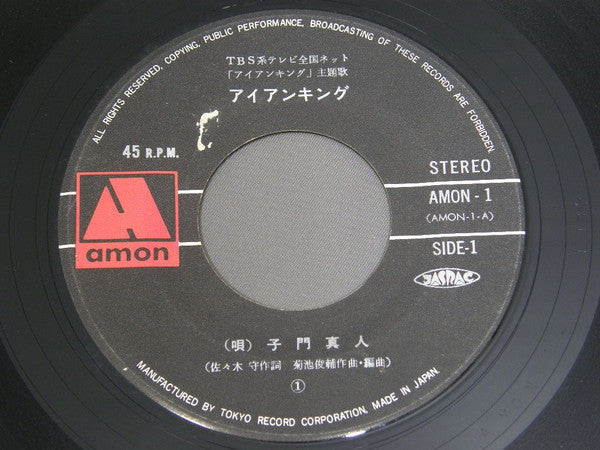 ALL RIGHTS RESERVED, COPYING, PUBLIC PERFORMANCE, BROADCASTING OF THESE RECORDS ARE FORBIDDEN.
TBS系テレビ全国ネット
「アイアンキング」主題歌
アイアンキング
45 R.P.M.
STEREO
AMON-1
(AMON-1-A)
SIDE-1
amon
JASRAC
(唄) 子門真人
(佐々木 守作詞 菊池俊輔作曲・編曲)
①
MANUFACTURED BY TOKYO RECORD CORPORATION, MADE IN JAPAN